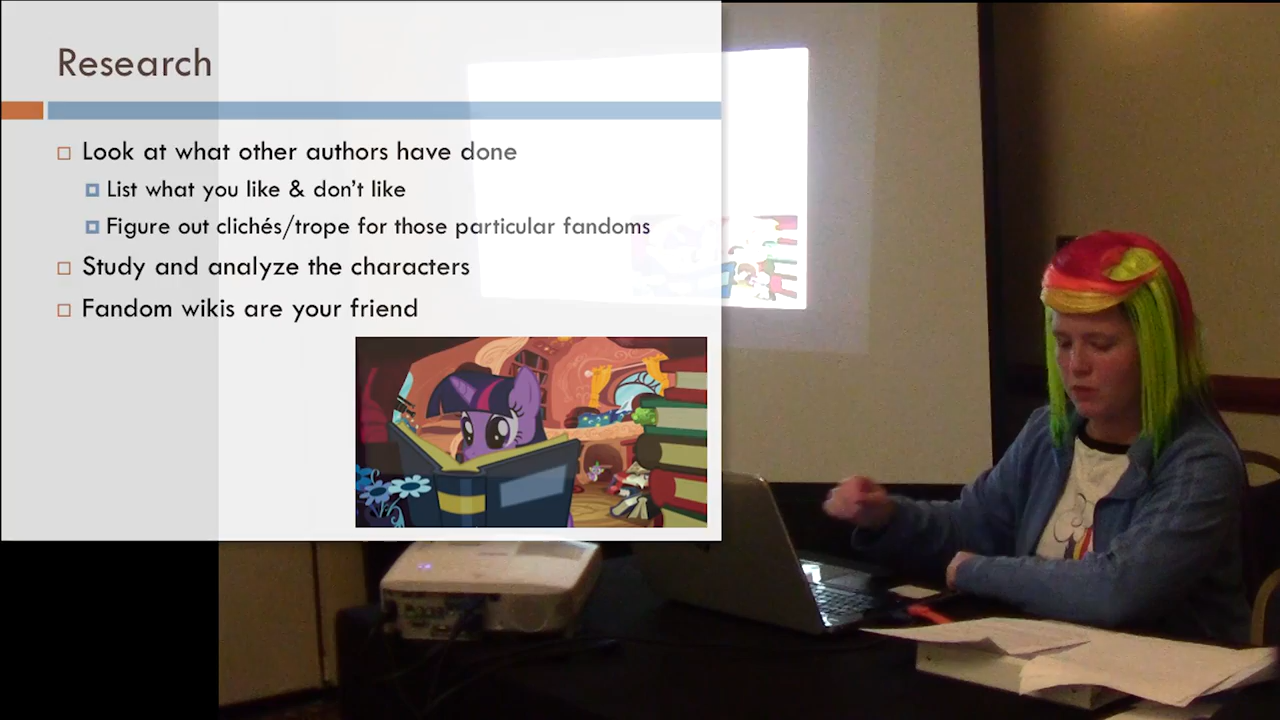 Research
Look at what other authors have done
List what you like & don't like
Figure out clichés/trope for those particular fandoms
Study and analyze the characters
Fandom wikis are your friend